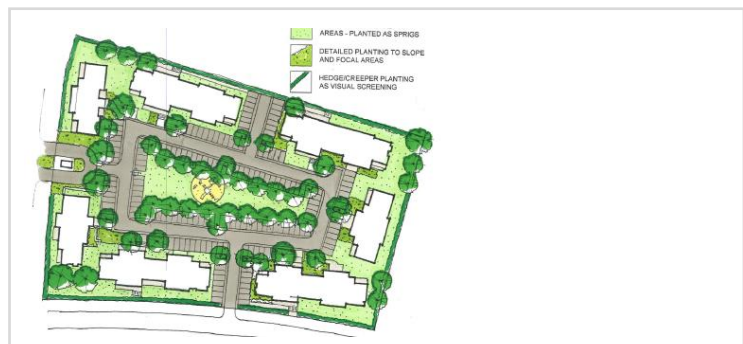 AREAS - PLANTED AS SPRIGS
DETAILED PLANTING TO SLOPE
AND FOCAL AREAS
HEDGE/CREEPER PLANTING
AS VISUAL SCREENING